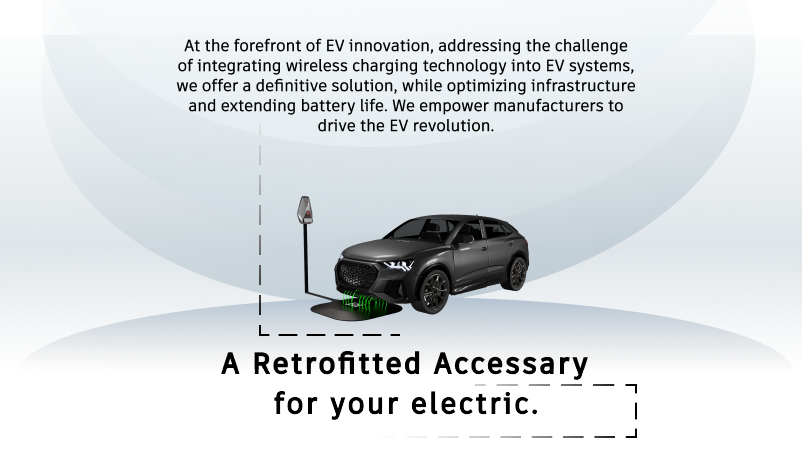 At the forefront of EV innovation, addressing the challenge
of integrating wireless charging technology into EV systems,
we offer a definitive solution, while optimizing infrastructure
and extending battery life. We empower manufacturers to
drive the EV revolution.
A Retrofitted Accessary
for your electric.